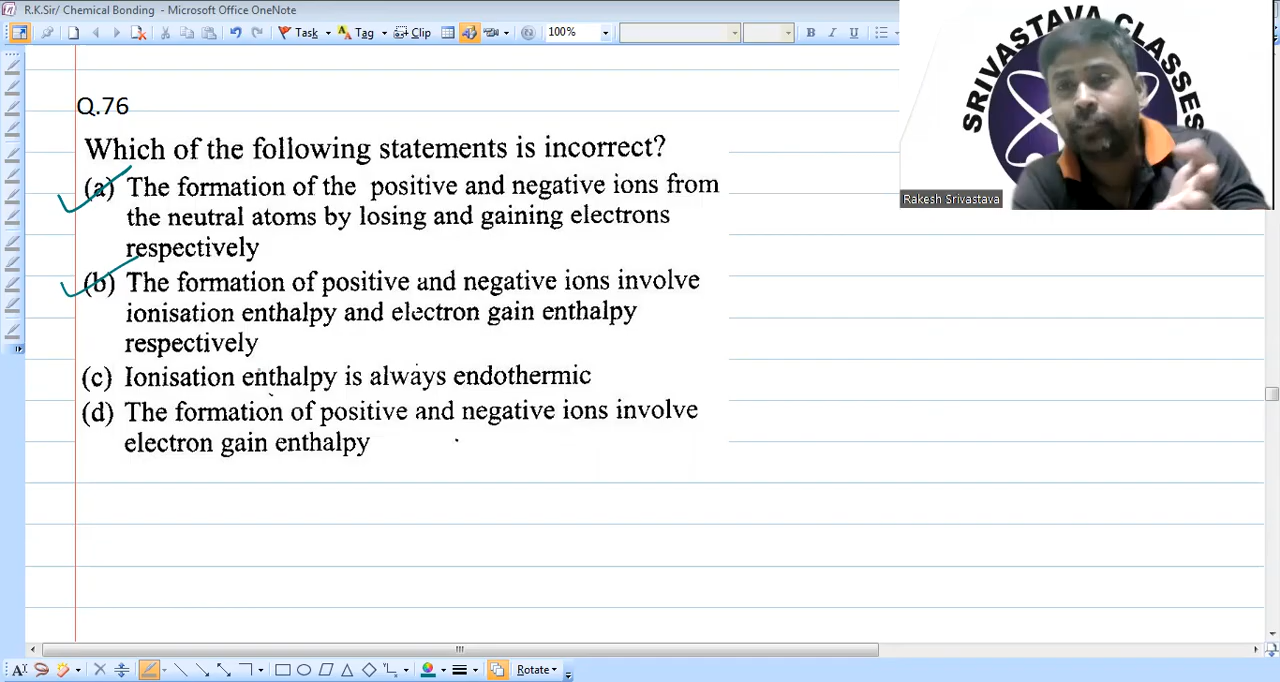 R.K.Sir/ Chemical Bonding - Microsoft Office OneNote
Task Tag Clip 100% B I U
SRIVASTAVA CLASSES
Rakesh Srivastava
Q.76
Which of the following statements is incorrect?
(a) The formation of the positive and negative ions from
the neutral atoms by losing and gaining electrons
respectively
(b) The formation of positive and negative ions involve
ionisation enthalpy and electron gain enthalpy
respectively
(c) Ionisation enthalpy is always endothermic
(d) The formation of positive and negative ions involve
electron gain enthalpy
Rotate